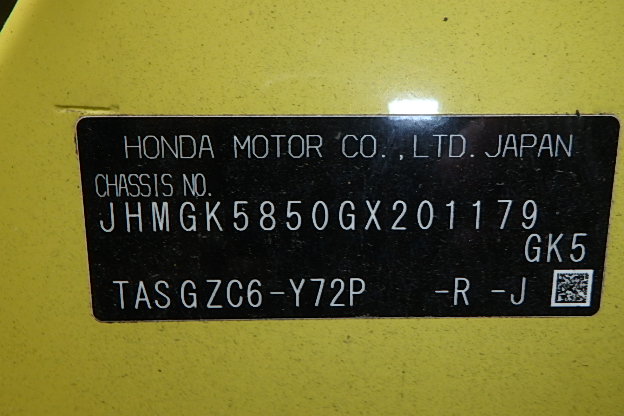 HONDA MOTOR CO.,LTD. JAPAN
CHASSIS NO.
JHMGK5850GX201179
GK5
TASGZC6-Y72P -R -J